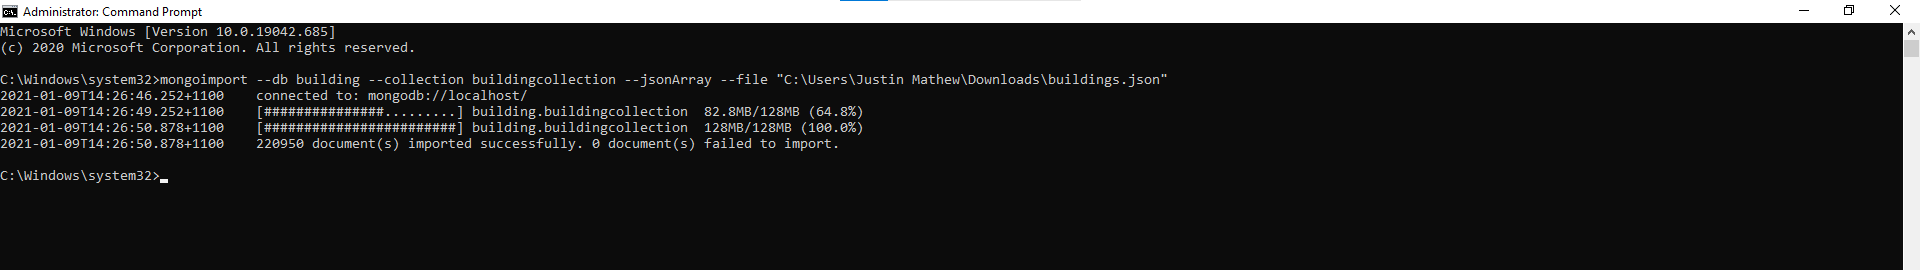 Administrator: Command Prompt
Microsoft Windows [Version 10.0.19042.685]
(c) 2020 Microsoft Corporation. All rights reserved.
C:\Windows\system32>mongoimport --db building --collection buildingcollection --jsonArray --file "C:\Users\Justin Mathew\Downloads\buildings.json"
2021-01-09T14:26:46.252+1100    connected to: mongodb://localhost/
2021-01-09T14:26:49.252+1100    [###############.........] building.buildingcollection  82.8MB/128MB (64.8%)
2021-01-09T14:26:50.878+1100    [########################] building.buildingcollection  128MB/128MB (100.0%)
2021-01-09T14:26:50.878+1100    220950 document(s) imported successfully. 0 document(s) failed to import.
C:\Windows\system32>